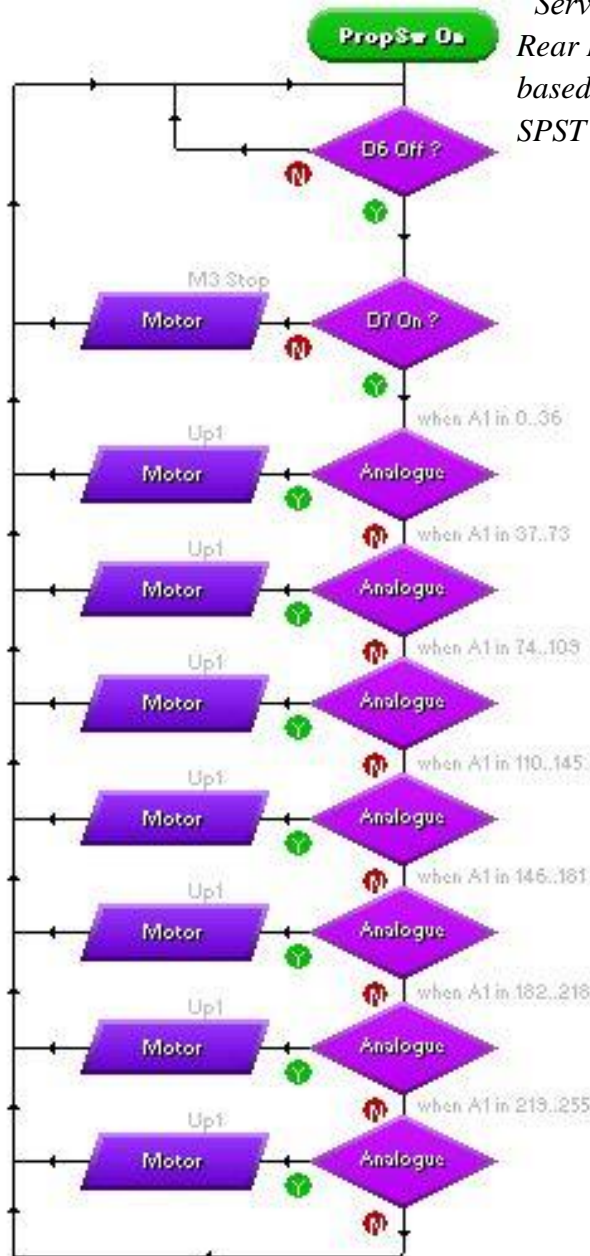 Serv
PropSw On
Rear
based
SPST
D6 Off ?
N
Y
M3 Stop
Motor
D7 On ?
N
Y
when A1 in 0..36
Up1
Motor
Analogue
Y
N
when A1 in 37..73
Up1
Motor
Analogue
Y
N
when A1 in 74..109
Up1
Motor
Analogue
Y
N
when A1 in 110..145
Up1
Motor
Analogue
Y
N
when A1 in 146..181
Up1
Motor
Analogue
Y
N
when A1 in 182..218
Up1
Motor
Analogue
Y
N
when A1 in 219..255
Up1
Motor
Analogue
Y
N